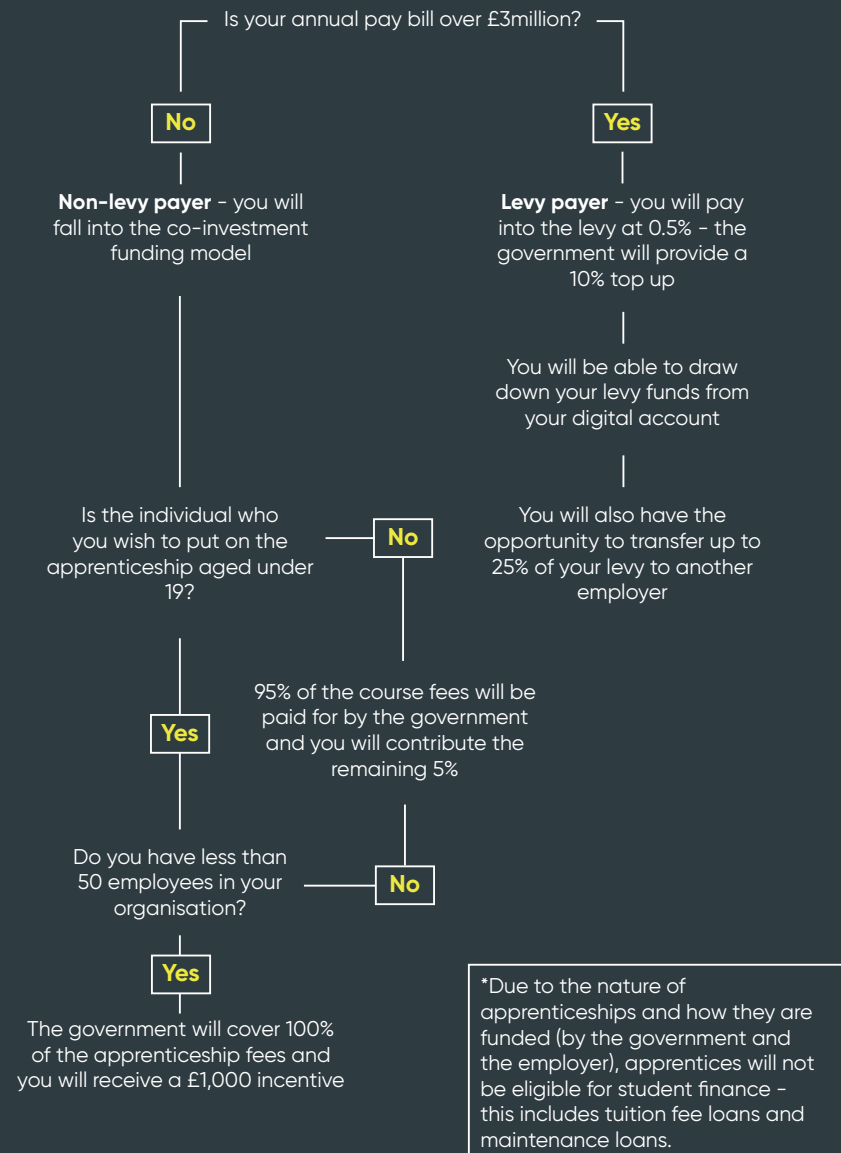 Is your annual pay bill over £3million?
No
Yes
Non-levy payer - you will
fall into the co-investment
funding model
Levy payer - you will pay
into the levy at 0.5% - the
government will provide a
10% top up
You will be able to draw
down your levy funds from
your digital account
Is the individual who
you wish to put on the
apprenticeship aged under
19?
No
You will also have the
opportunity to transfer up to
25% of your levy to another
employer
95% of the course fees will be
paid for by the government
and you will contribute the
remaining 5%
Yes
Do you have less than
50 employees in your
organisation?
No
Yes
The government will cover 100%
of the apprenticeship fees and
you will receive a £1,000 incentive
*Due to the nature of
apprenticeships and how they are
funded (by the government and
the employer), apprentices will not
be eligible for student finance -
this includes tuition fee loans and
maintenance loans.